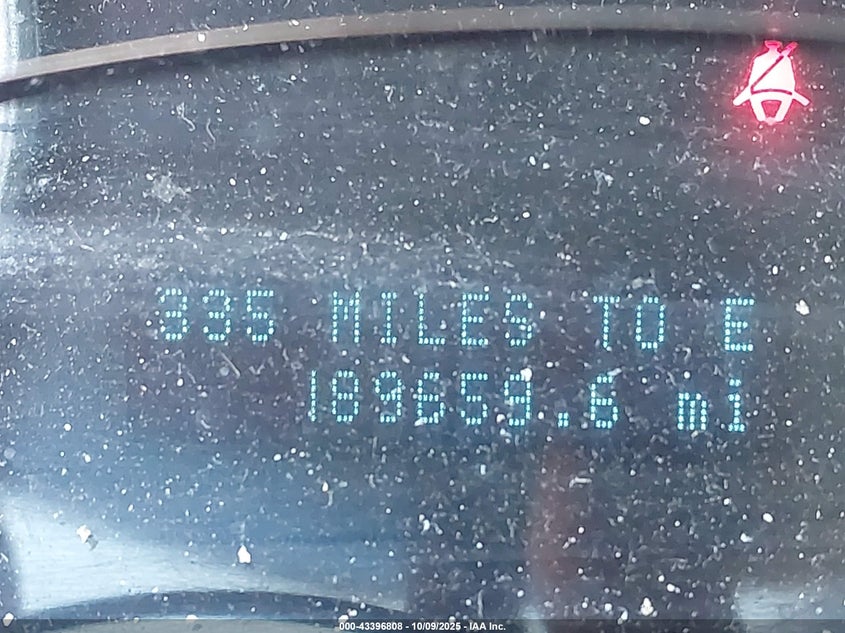 335 MILES TO E
189659.6 mi
000-43396808 - 10/09/2025 - IAA Inc.